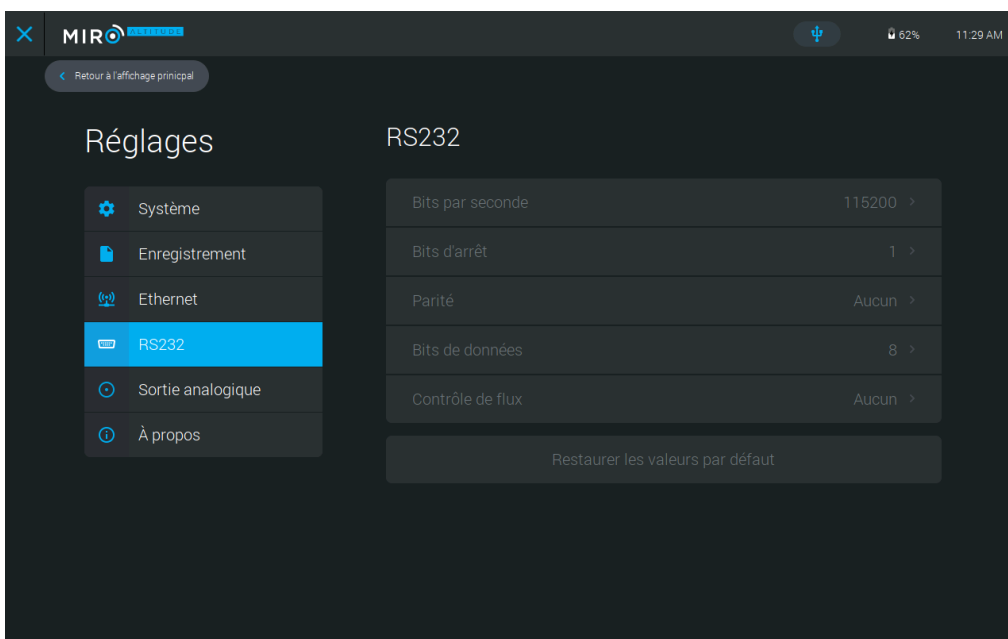 MIRO ALTITUDE
62%
11:29 AM
Retour à l'affichage prinicpal
Réglages
RS232
Système
Enregistrement
Ethernet
RS232
Sortie analogique
À propos
Bits par seconde 115200
Bits d'arrêt 1
Parité Aucun
Bits de données 8
Contrôle de flux Aucun
Restaurer les valeurs par défaut